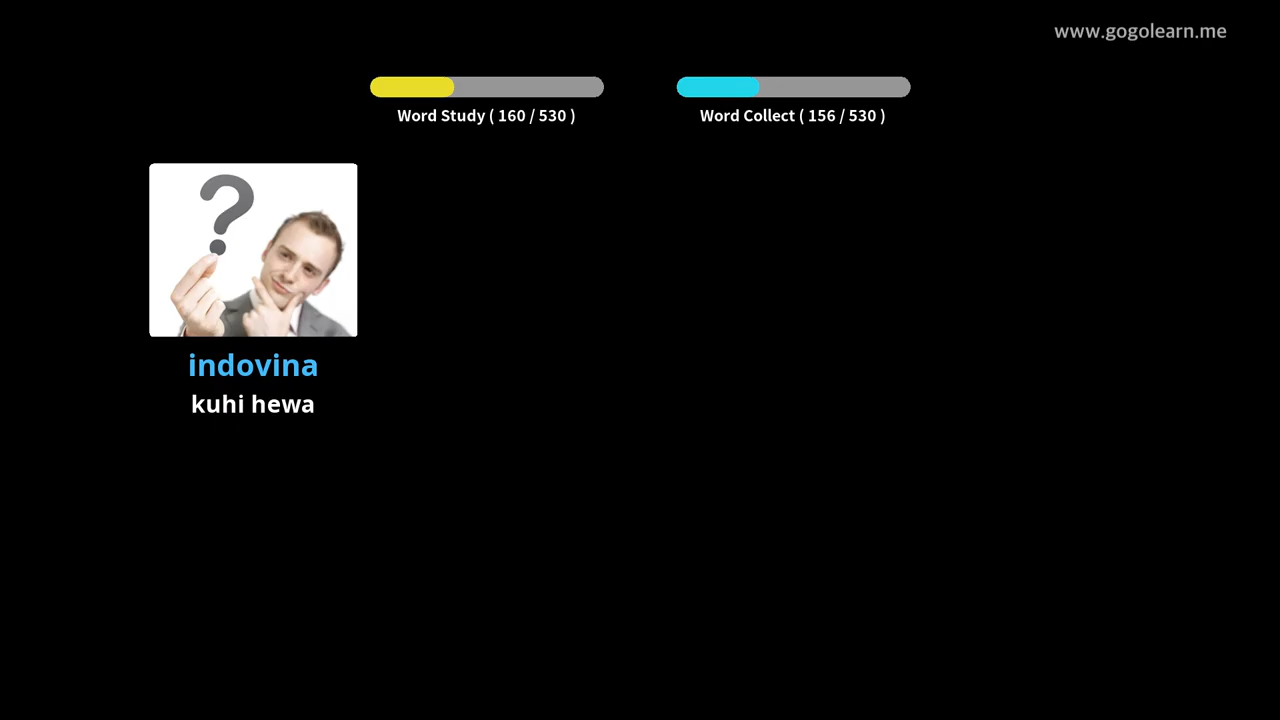 www.gogolearn.me
Word Study ( 160 / 530 )
Word Collect ( 156 / 530 )
?
indovina
kuhi hewa